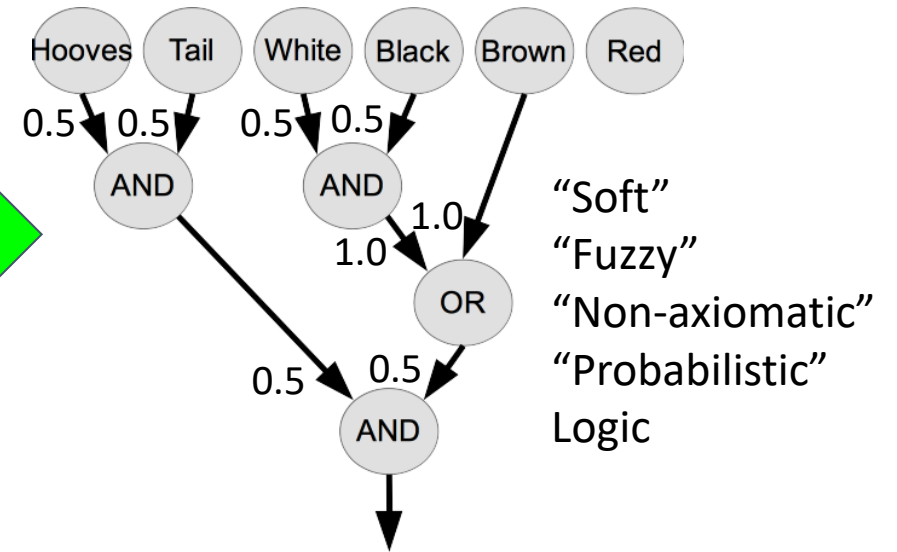 Hooves Tail White Black Brown Red
0.5 0.5 0.5 0.5
AND AND
1.0
1.0
OR
0.5 0.5
AND
“Soft”
“Fuzzy”
“Non-axiomatic”
“Probabilistic”
Logic